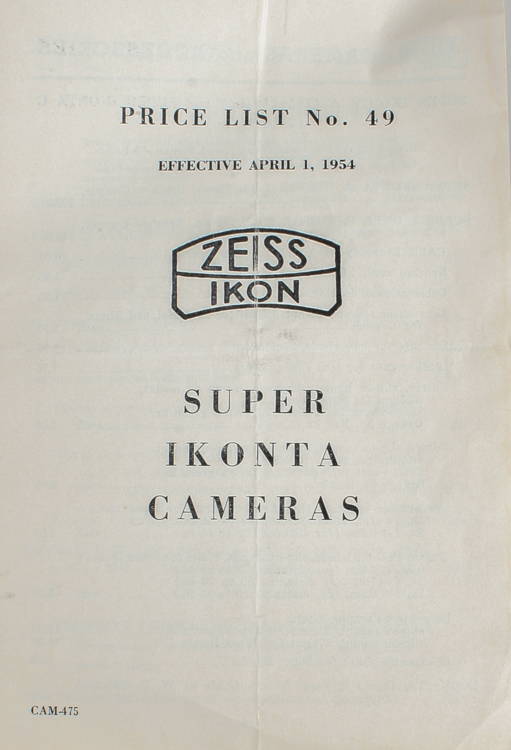 PRICE LIST No. 49
EFFECTIVE APRIL 1, 1954
ZEISS
IKON
SUPER
IKONTA
CAMERAS
CAM-475